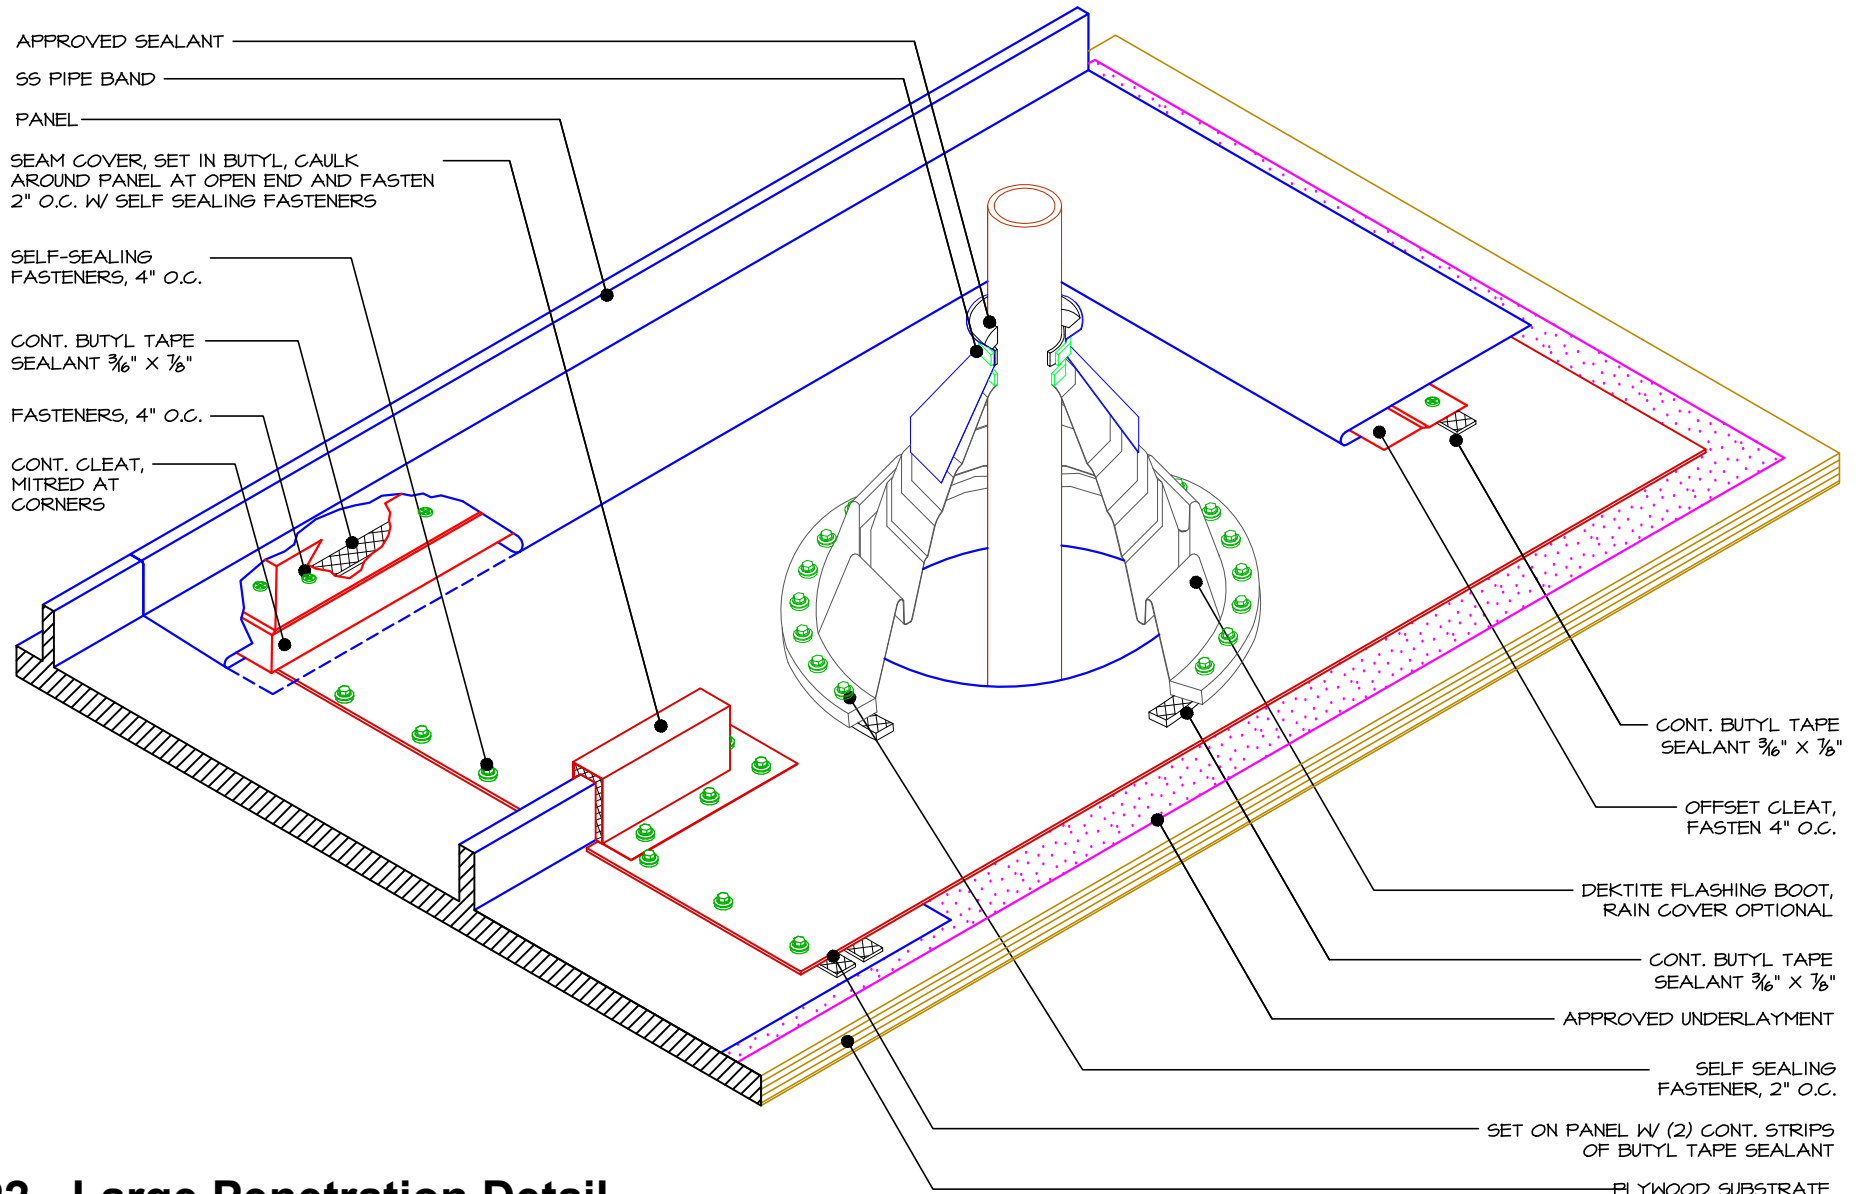 APPROVED SEALANT
SS PIPE BAND
PANEL
SEAM COVER, SET IN BUTYL, CAULK
AROUND PANEL AT OPEN END AND FASTEN
2" O.C. W/ SELF SEALING FASTENERS
SELF-SEALING
FASTENERS, 4" O.C.
CONT. BUTYL TAPE
SEALANT 3/16" X 7/8"
FASTENERS, 4" O.C.
CONT. CLEAT,
MITRED AT
CORNERS
CONT. BUTYL TAPE
SEALANT 3/16" X 7/8"
OFFSET CLEAT,
FASTEN 4" O.C.
DEKTITE FLASHING BOOT,
RAIN COVER OPTIONAL
CONT. BUTYL TAPE
SEALANT 3/16" X 7/8"
APPROVED UNDERLAYMENT
SELF SEALING
FASTENER, 2" O.C.
SET ON PANEL W/ (2) CONT. STRIPS
OF BUTYL TAPE SEALANT
PLYWOOD SUBSTRATE
Large Penetration Detail